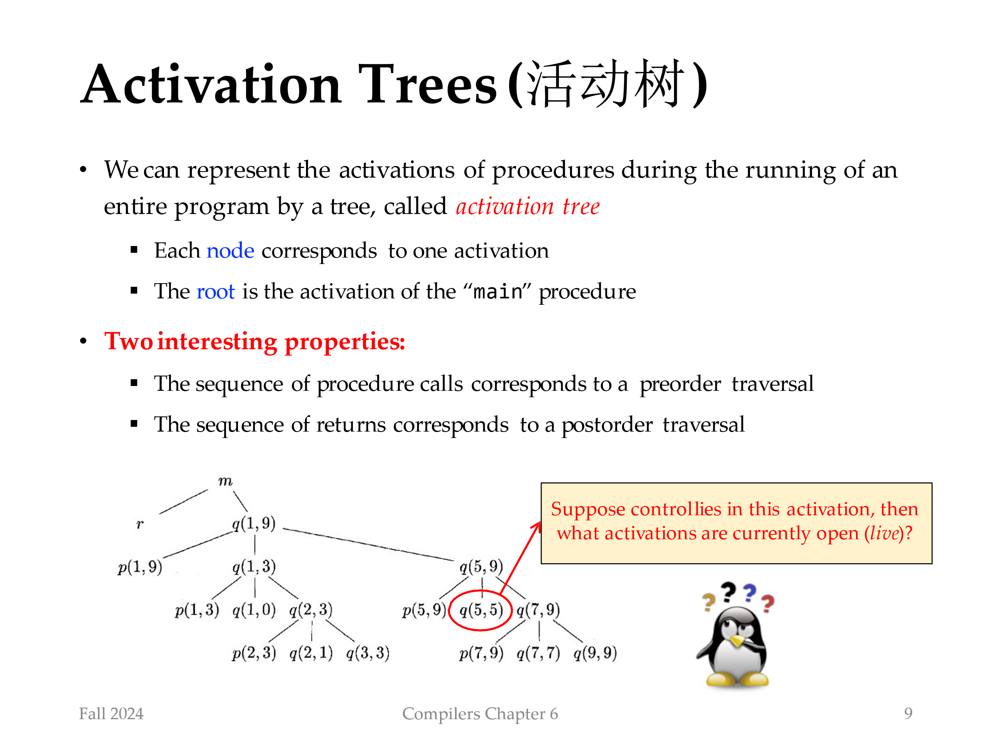 Activation Trees (活动树)
• We can represent the activations of procedures during the running of an
entire program by a tree, called activation tree
▪ Each node corresponds to one activation
▪ The root is the activation of the “main” procedure
• Two interesting properties:
▪ The sequence of procedure calls corresponds to a preorder traversal
▪ The sequence of returns corresponds to a postorder traversal
m
r q(1,9)
p(1,9) q(1,3) q(5,9)
p(1,3) q(1,0) q(2,3) p(5,9) q(5,5) q(7,9)
p(2,3) q(2,1) q(3,3) p(7,9) q(7,7) q(9,9)
Suppose control lies in this activation, then
what activations are currently open (live)?
? ? ? ?
Fall 2024 Compilers Chapter 6 9